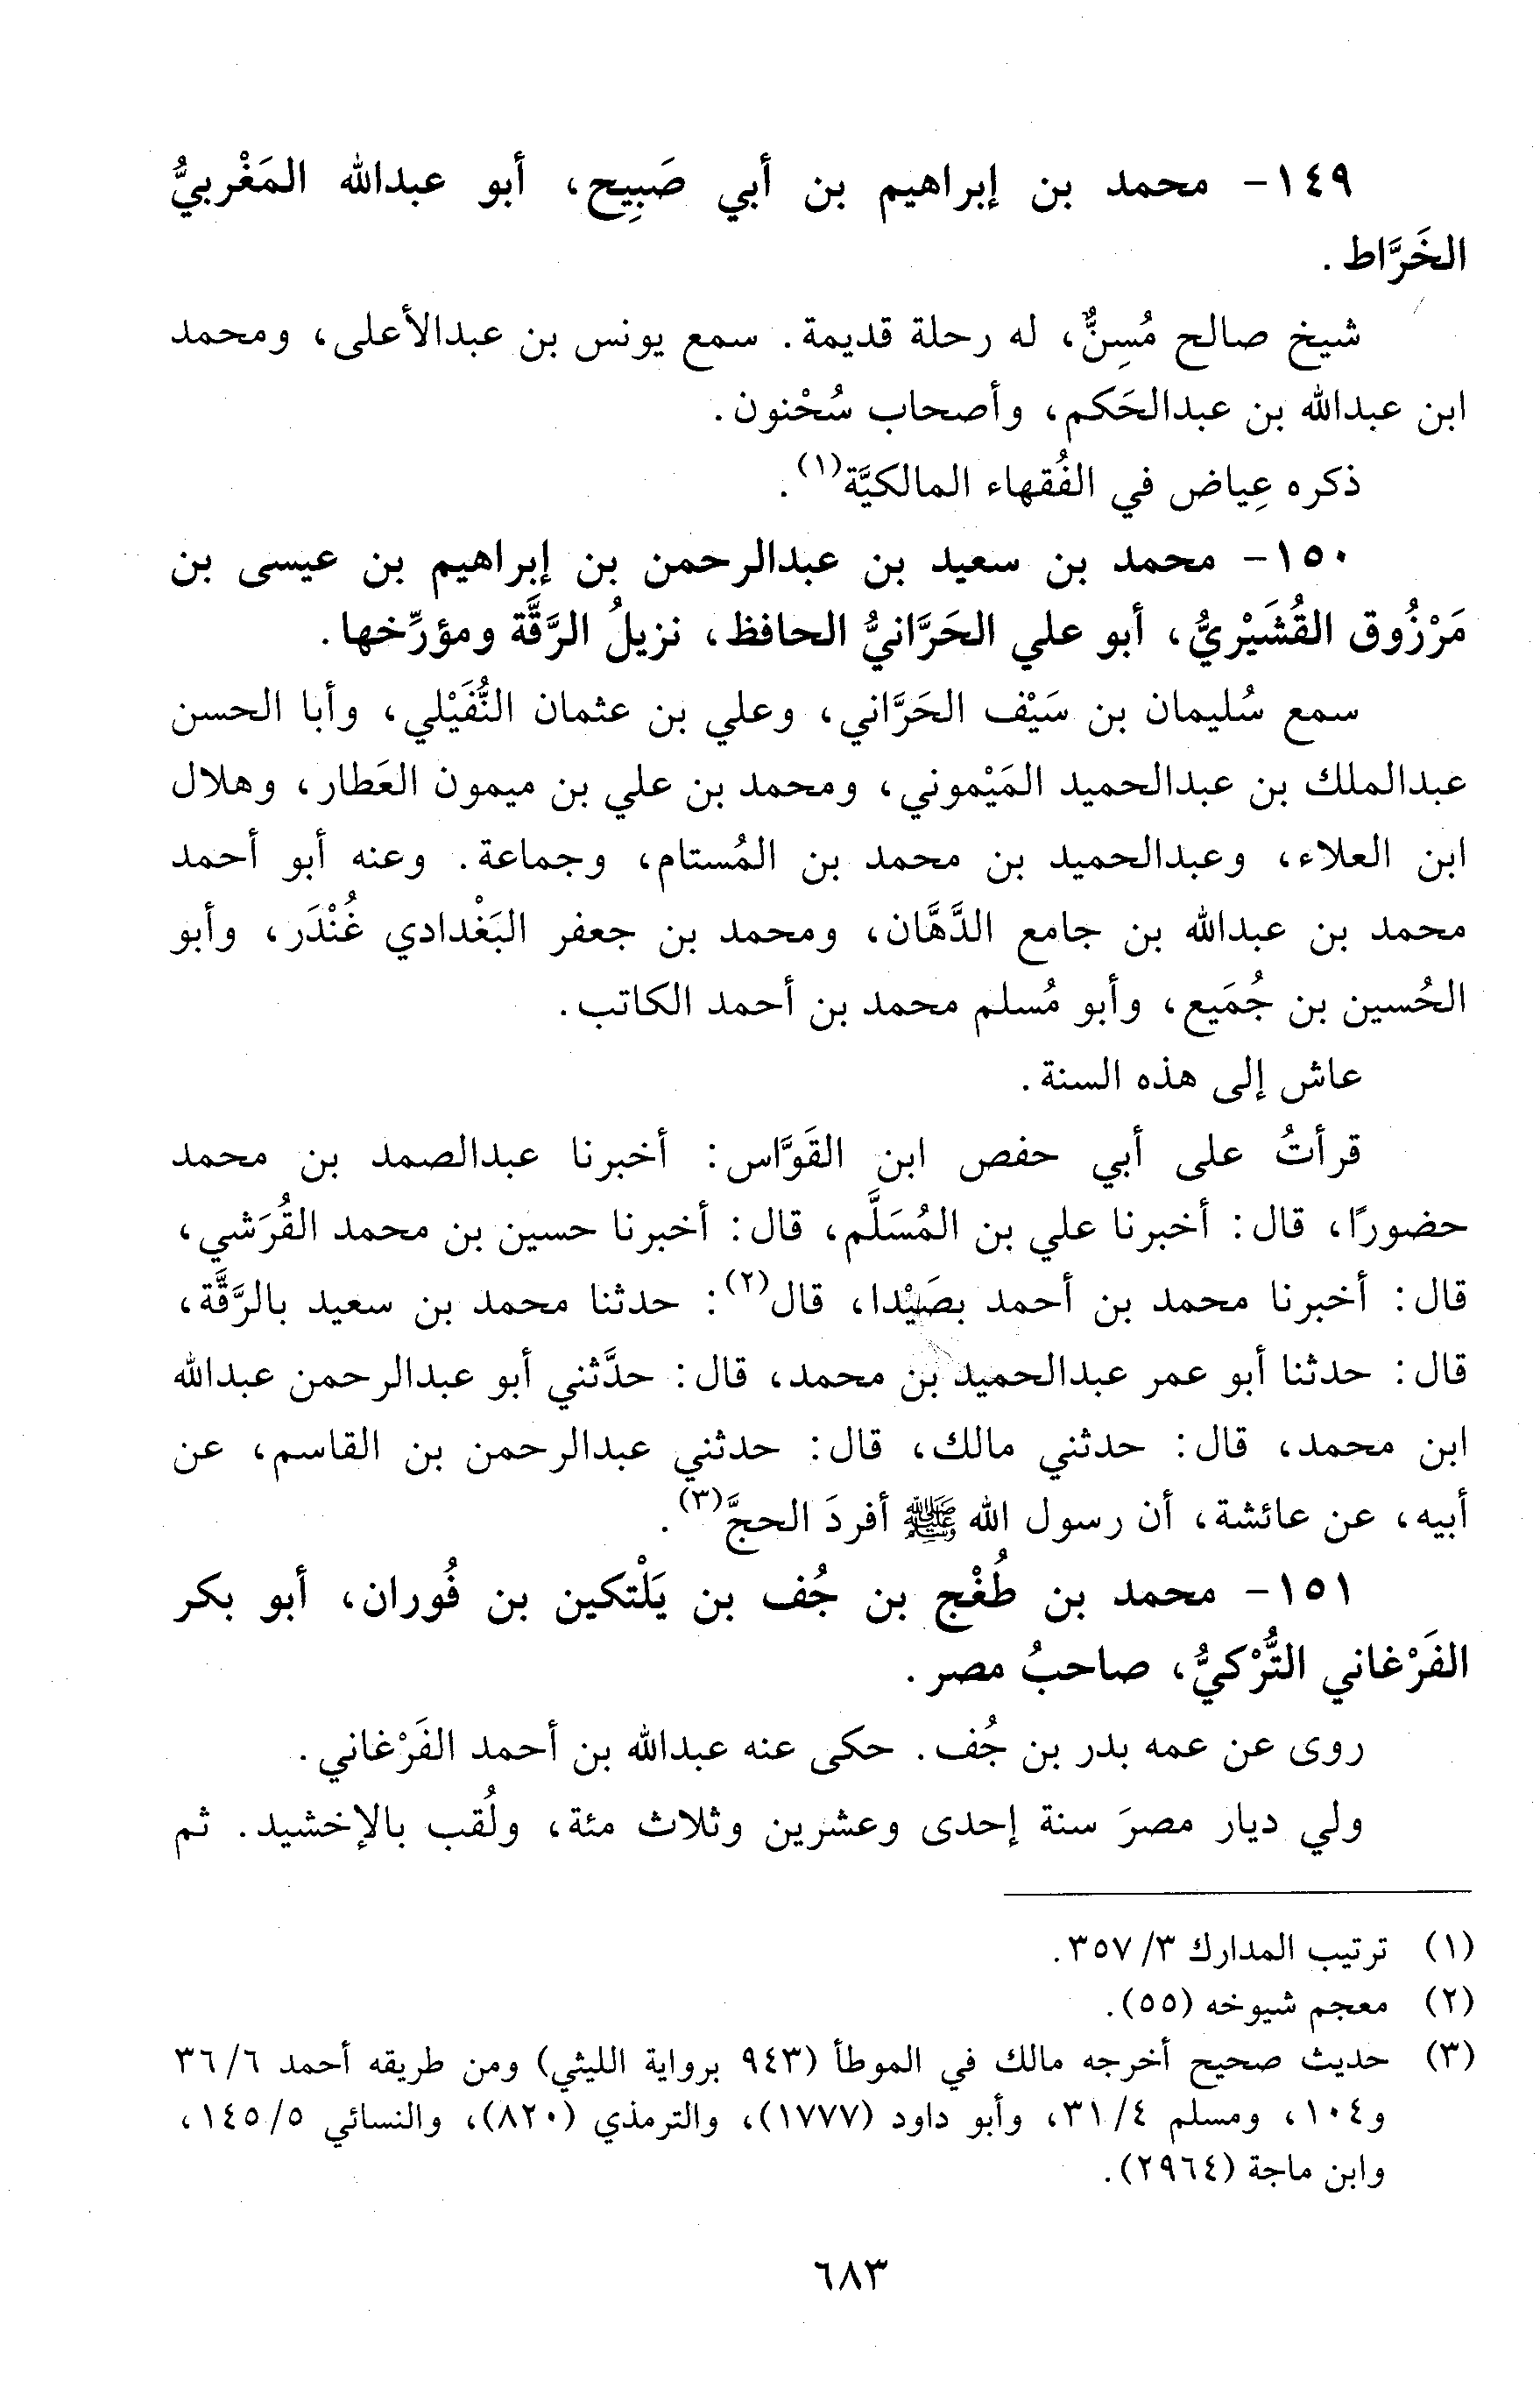 ١٤٩- محمد بن إبراهيم بن أبي صَبِيح، أبو عبدالله المَغْربيُّ
الخَرَّاط.
شيخ صالح مُسِنٌّ، له رحلة قديمة. سمع يونس بن عبدالأعلى، ومحمد
ابن عبدالله بن عبدالحَكم، وأصحاب سُحْنون.
ذكره عِياض في الفُقهاء المالكيَّة(١).
١٥٠- محمد بن سعيد بن عبدالرحمن بن إبراهيم بن عيسى بن
مَرْزُوق القُشَيْريُّ، أبو علي الحَرَّانيُّ الحافظ، نزيلُ الرَّقَّة ومؤرِّخها.
سمع سُليمان بن سَيْف الحَرَّاني، وعلي بن عثمان النُّفَيْلي، وأبا الحسن
عبدالملك بن عبدالحميد المَيْموني، ومحمد بن علي بن ميمون العَطار، وهلال
ابن العلاء، وعبدالحميد بن محمد بن المُستام، وجماعة. وعنه أبو أحمد
محمد بن عبدالله بن جامع الدَّهَّان، ومحمد بن جعفر البَغْدادي غُنْدَر، وأبو
الحُسين بن جُمَيع، وأبو مُسلم محمد بن أحمد الكاتب.
عاش إلى هذه السنة.
قرأتُ على أبي حفص ابن القَوَّاس: أخبرنا عبدالصمد بن محمد
حضورًا، قال: أخبرنا علي بن المُسَلَّم، قال: أخبرنا حسين بن محمد القُرَشي،
قال: أخبرنا محمد بن أحمد بصَيْدا، قال(٢): حدثنا محمد بن سعيد بالرَّقَّة،
قال: حدثنا أبو عمر عبدالحميد بن محمد، قال: حدَّثني أبو عبدالرحمن عبدالله
ابن محمد، قال: حدثني مالك، قال: حدثني عبدالرحمن بن القاسم، عن
أبيه، عن عائشة، أن رسول الله ﷺ أفردَ الحجَّ(٣).
١٥١- محمد بن طُغْج بن جُف بن يَلْتكين بن فُوران، أبو بكر
الفَرْغاني التُّرْكيُّ، صاحبُ مصر.
روى عن عمه بدر بن جُف. حكى عنه عبدالله بن أحمد الفَرْغاني.
ولي ديار مصرَ سنة إحدى وعشرين وثلاث مئة، ولُقب بالإخشيد. ثم
(١) ترتيب المدارك ٣/ ٣٥٧.
(٢) معجم شيوخه (٥٥).
(٣) حديث صحيح أخرجه مالك في الموطأ (٩٤٣ برواية الليثي) ومن طريقه أحمد ٦/ ٣٦
و١٠٤، ومسلم ٤/ ٣١، وأبو داود (١٧٧٧)، والترمذي (٨٢٠)، والنسائي ٥/ ١٤٥،
وابن ماجة (٢٩٦٤).
٦٨٣